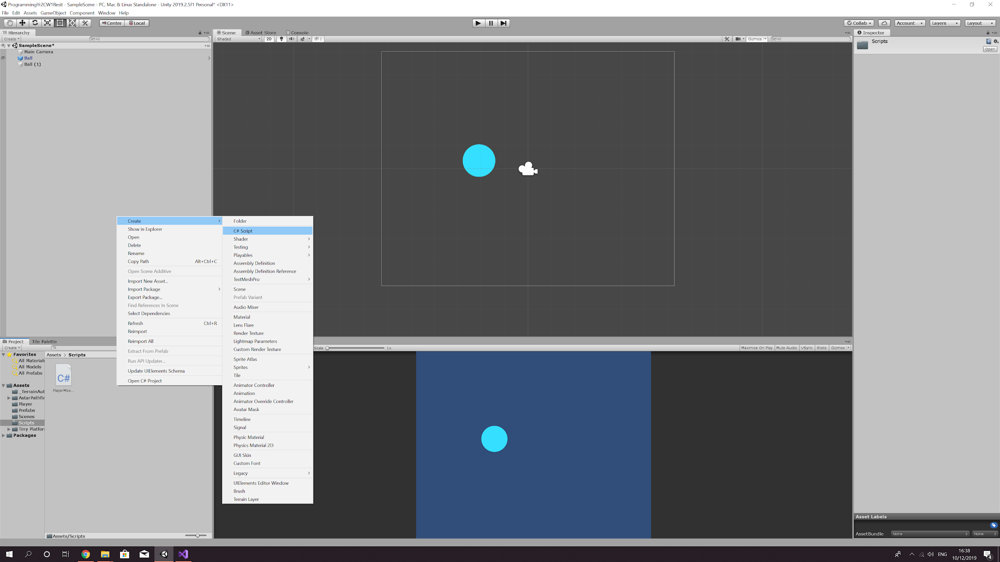 ProgrammingYr2CW1Resit - SampleScene - PC, Mac & Linux Standalone - Unity 2019.2.5f1 Personal* <DX11>
File Edit Assets GameObject Component Window Help
Center Local Collab Account Layers Layout
Hierarchy
Create All
SampleScene*
Main Camera
Ball
Ball (1)
Scene Asset Store Console
Shaded 2D 1 Gizmos All
Inspector
Scripts
Open
Create
Show in Explorer
Open
Delete
Rename
Copy Path Alt+Ctrl+C
Open Scene Additive
Import New Asset...
Import Package
Export Package...
Find References In Scene
Select Dependencies
Refresh Ctrl+R
Reimport
Reimport All
Extract From Prefab
Run API Updater...
Update UIElements Schema
Open C# Project
Folder
C# Script
Shader
Testing
Playables
Assembly Definition
Assembly Definition Reference
TextMeshPro
Scene
Prefab Variant
Audio Mixer
Material
Lens Flare
Render Texture
Lightmap Parameters
Custom Render Texture
Sprite Atlas
Sprites
Tile
Animator Controller
Animation
Animator Override Controller
Avatar Mask
Timeline
Signal
Physic Material
Physics Material 2D
GUI Skin
Custom Font
Legacy
UIElements Editor Window
Brush
Terrain Layer
Project Tile Palette
Create
Favorites
All Materials
All Models
All Prefabs
Assets
_TerrainAut
AstarPathfin
Player
Prefabs
Scenes
Scripts
Tiny Platfor
Packages
Assets > Scripts
C#
PlayerMov...
Assets/Scripts
Scale 1x Maximize On Play Mute Audio VSync Stats Gizmos
Asset Labels
AssetBundle None None
ENG
16:38
10/12/2019
4